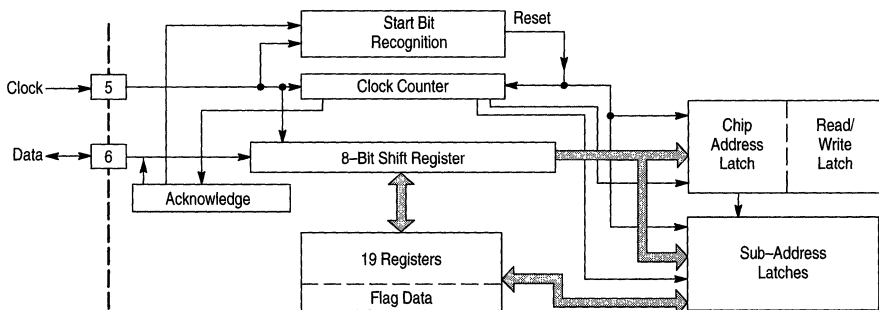 Start Bit
Recognition
Reset
Clock
5
Clock Counter
Chip
Address
Latch
Read/
Write
Latch
Data
6
8–Bit Shift Register
Acknowledge
19 Registers
Flag Data
Sub–Address
Latches